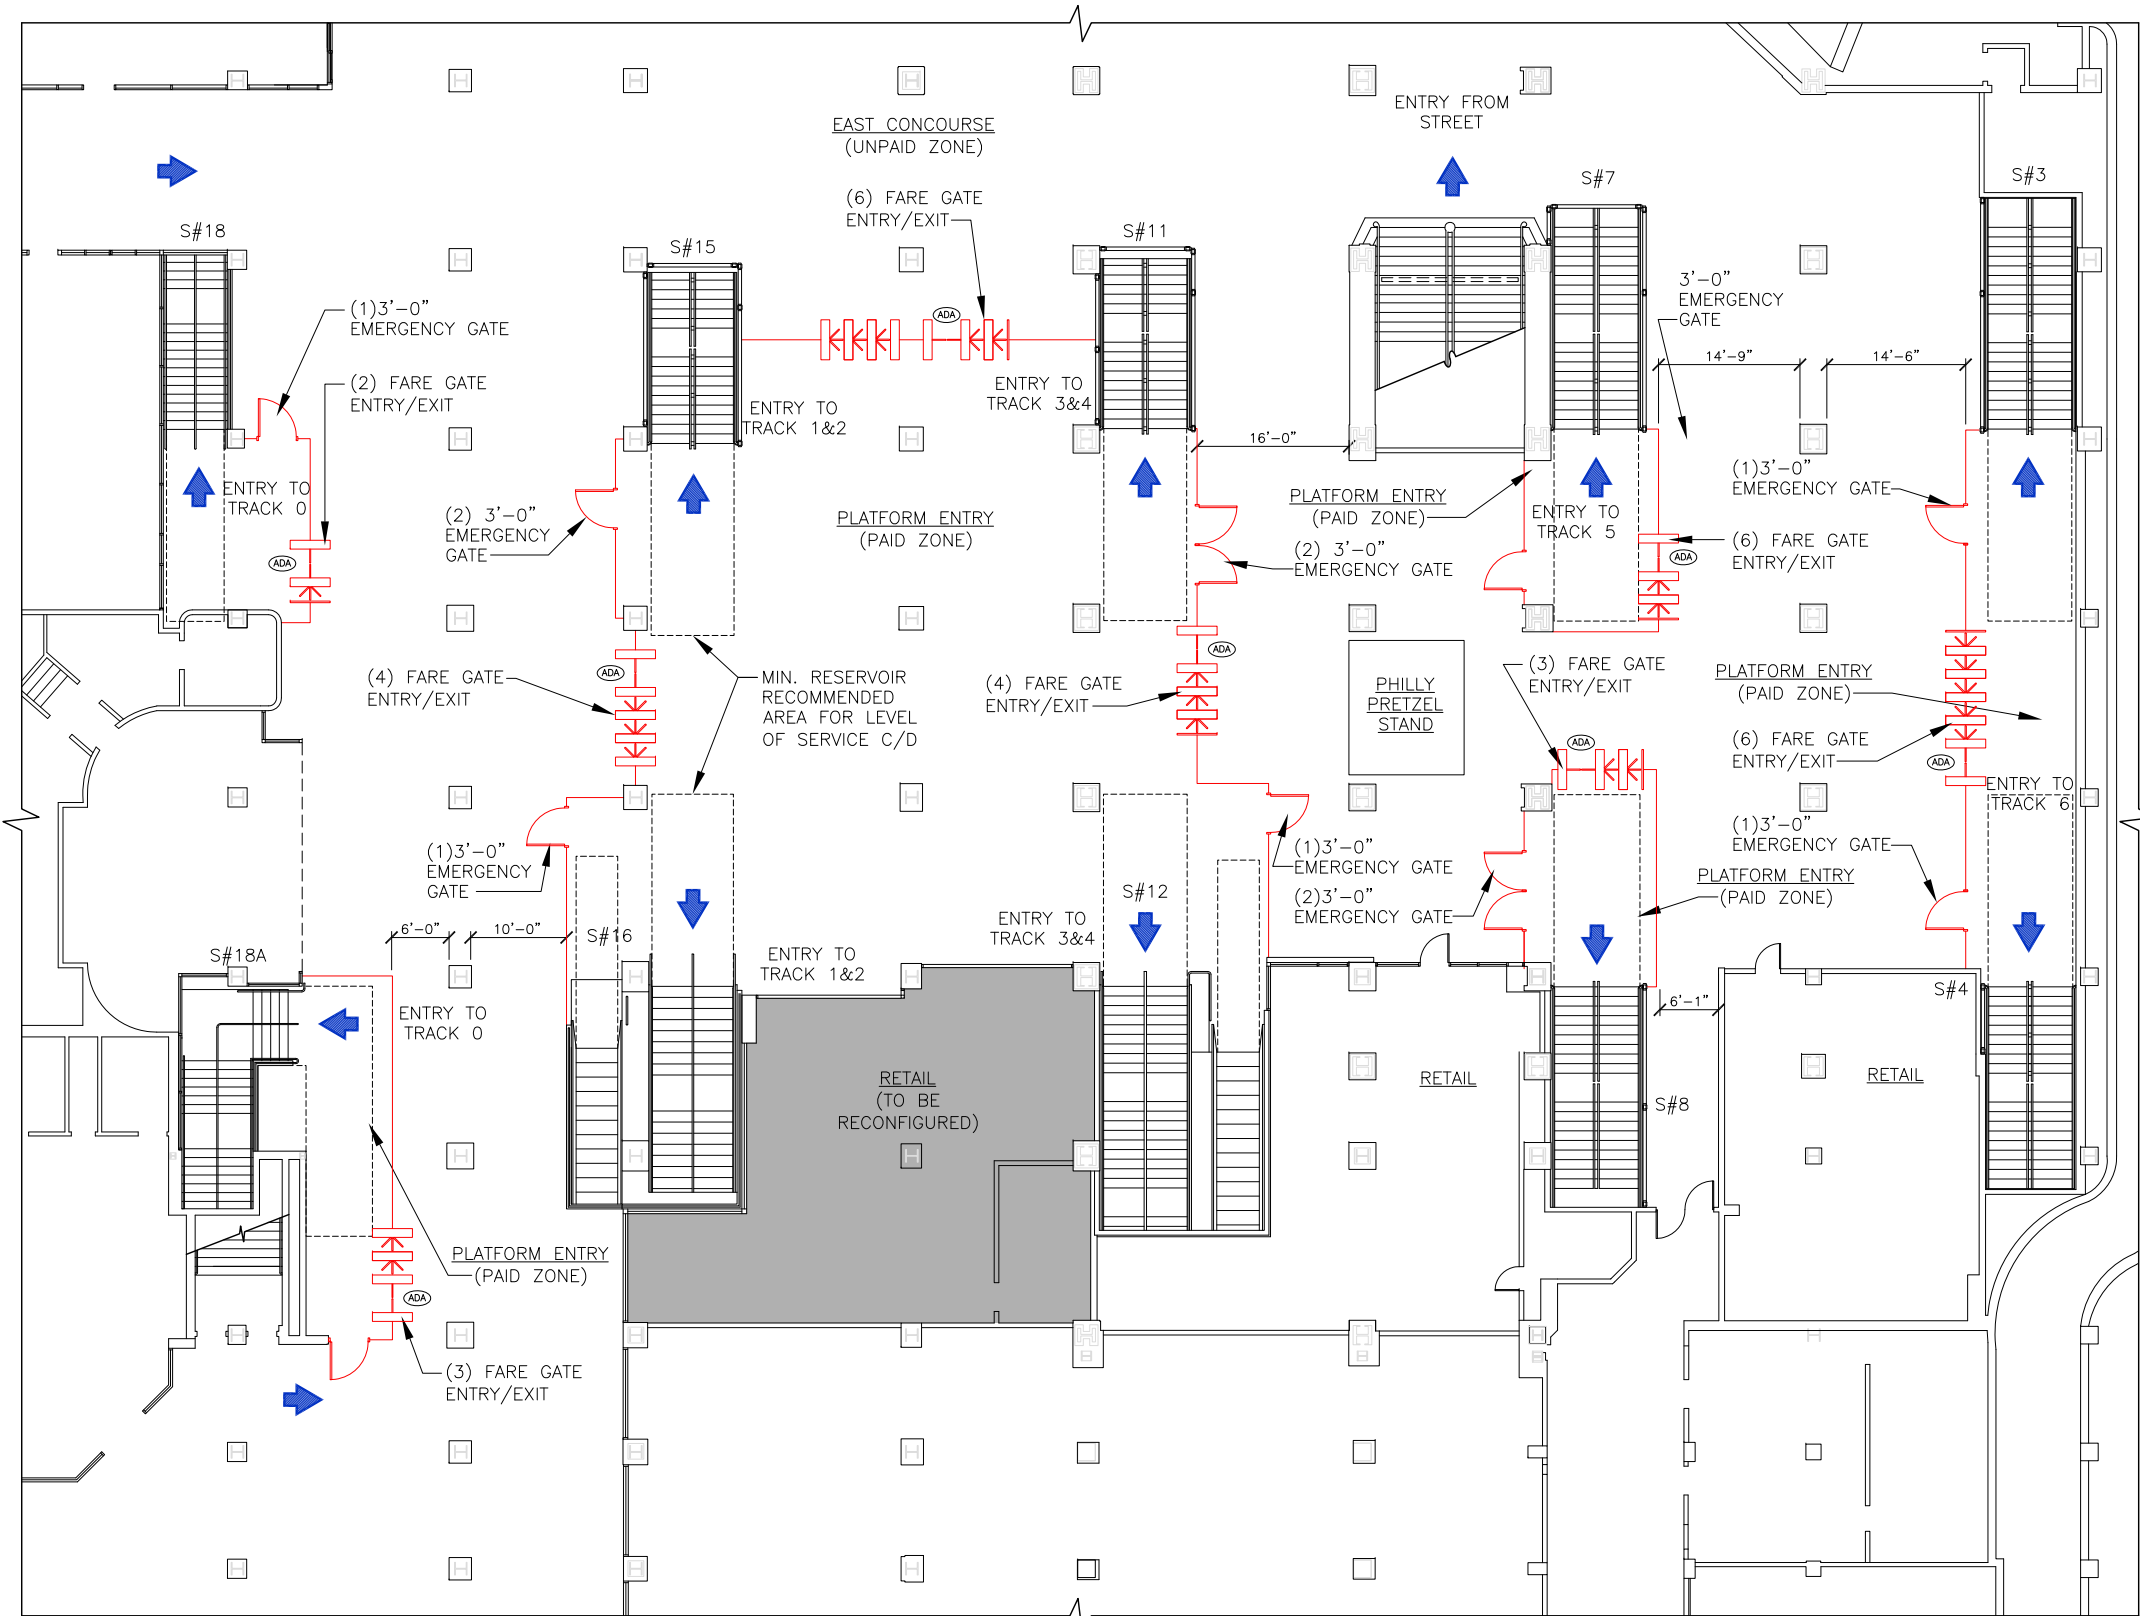 ENTRY FROM
STREET
EAST CONCOURSE
(UNPAID ZONE)
S#7
S#3
(6) FARE GATE
ENTRY/EXIT
S#18
S#15
S#11
3'-0"
EMERGENCY
GATE
(1)3'-0"
EMERGENCY GATE
ADA
14'-9"
14'-6"
(2) FARE GATE
ENTRY/EXIT
ENTRY TO
TRACK 3&4
ENTRY TO
TRACK 1&2
16'-0"
(1)3'-0"
EMERGENCY GATE
ENTRY TO
TRACK 0
PLATFORM ENTRY
(PAID ZONE)
ENTRY TO
TRACK 5
(2) 3'-0"
EMERGENCY
GATE
PLATFORM ENTRY
(PAID ZONE)
(6) FARE GATE
ENTRY/EXIT
ADA
(2) 3'-0"
EMERGENCY GATE
ADA
ADA
ADA
(4) FARE GATE
ENTRY/EXIT
MIN. RESERVOIR
RECOMMENDED
AREA FOR LEVEL
OF SERVICE C/D
(4) FARE GATE
ENTRY/EXIT
PHILLY
PRETZEL
STAND
(3) FARE GATE
ENTRY/EXIT
PLATFORM ENTRY
(PAID ZONE)
ADA
(6) FARE GATE
ENTRY/EXIT
ADA
ENTRY TO
TRACK 6
(1)3'-0"
EMERGENCY
GATE
(1)3'-0"
EMERGENCY GATE
(1)3'-0"
EMERGENCY GATE
(2)3'-0"
EMERGENCY GATE
PLATFORM ENTRY
(PAID ZONE)
S#12
6'-0"
10'-0"
S#16
ENTRY TO
TRACK 3&4
S#18A
ENTRY TO
TRACK 1&2
S#4
6'-1"
ENTRY TO
TRACK 0
RETAIL
(TO BE
RECONFIGURED)
RETAIL
RETAIL
S#8
PLATFORM ENTRY
(PAID ZONE)
ADA
(3) FARE GATE
ENTRY/EXIT